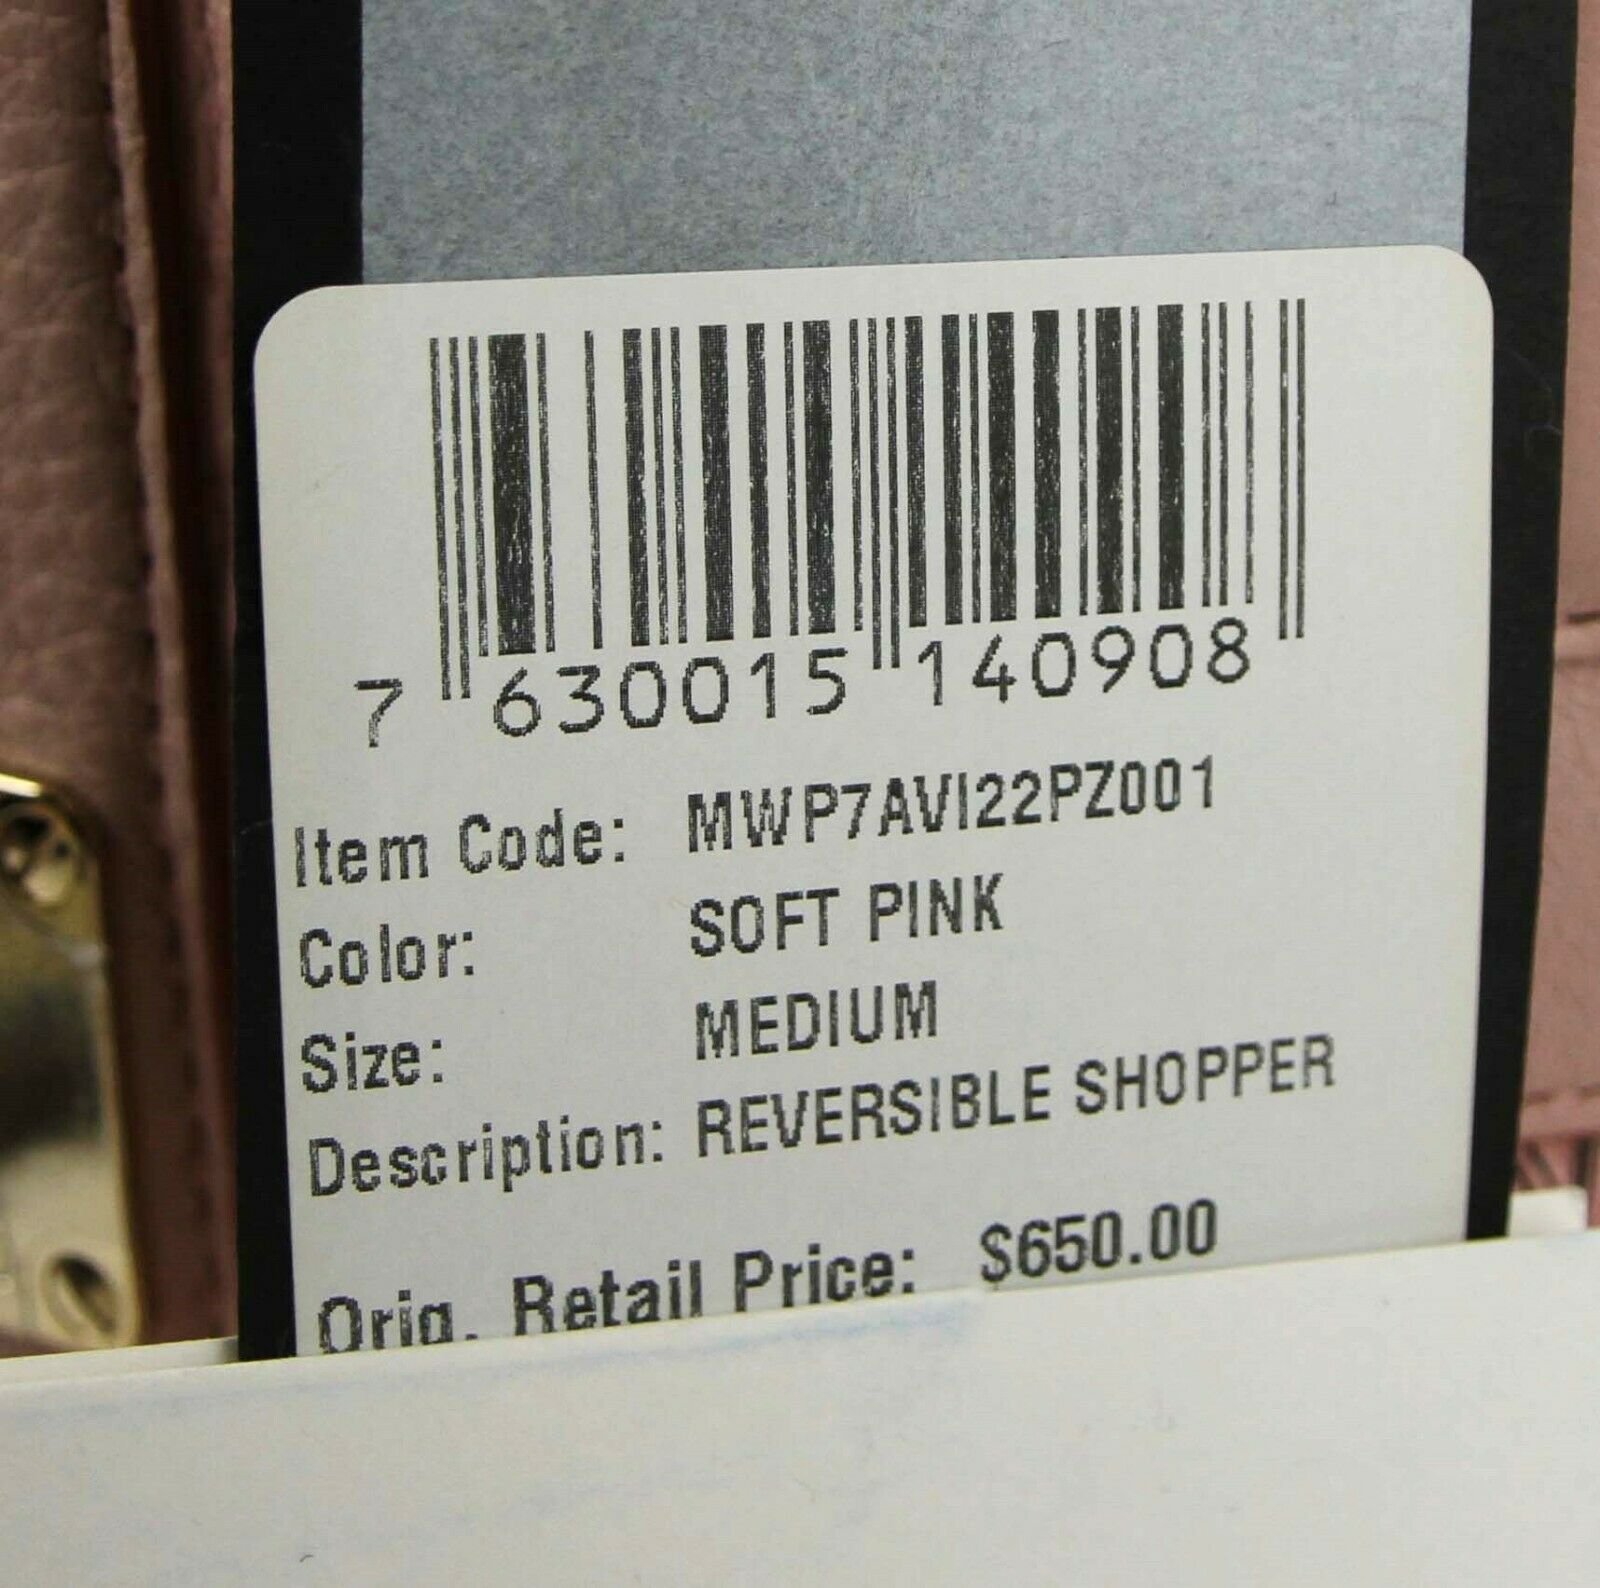 7 630015 140908
Item Code: MWP7AVI22PZ001
Color: SOFT PINK
Size: MEDIUM
Description: REVERSIBLE SHOPPER
Orig. Retail Price: $650.00